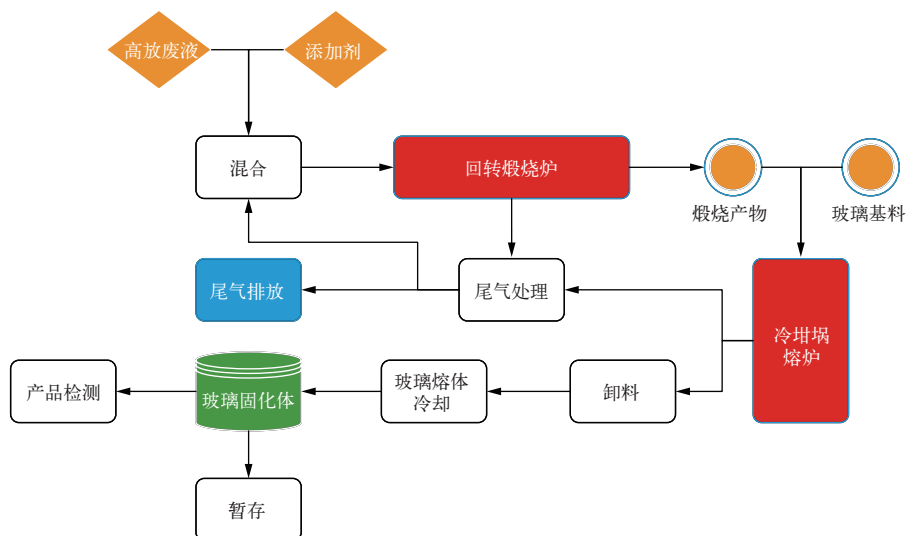 高放废液
添加剂
混合
回转煅烧炉
煅烧产物
玻璃基料
尾气排放
尾气处理
冷坩埚
熔炉
产品检测
玻璃固化体
玻璃熔体
冷却
卸料
暂存